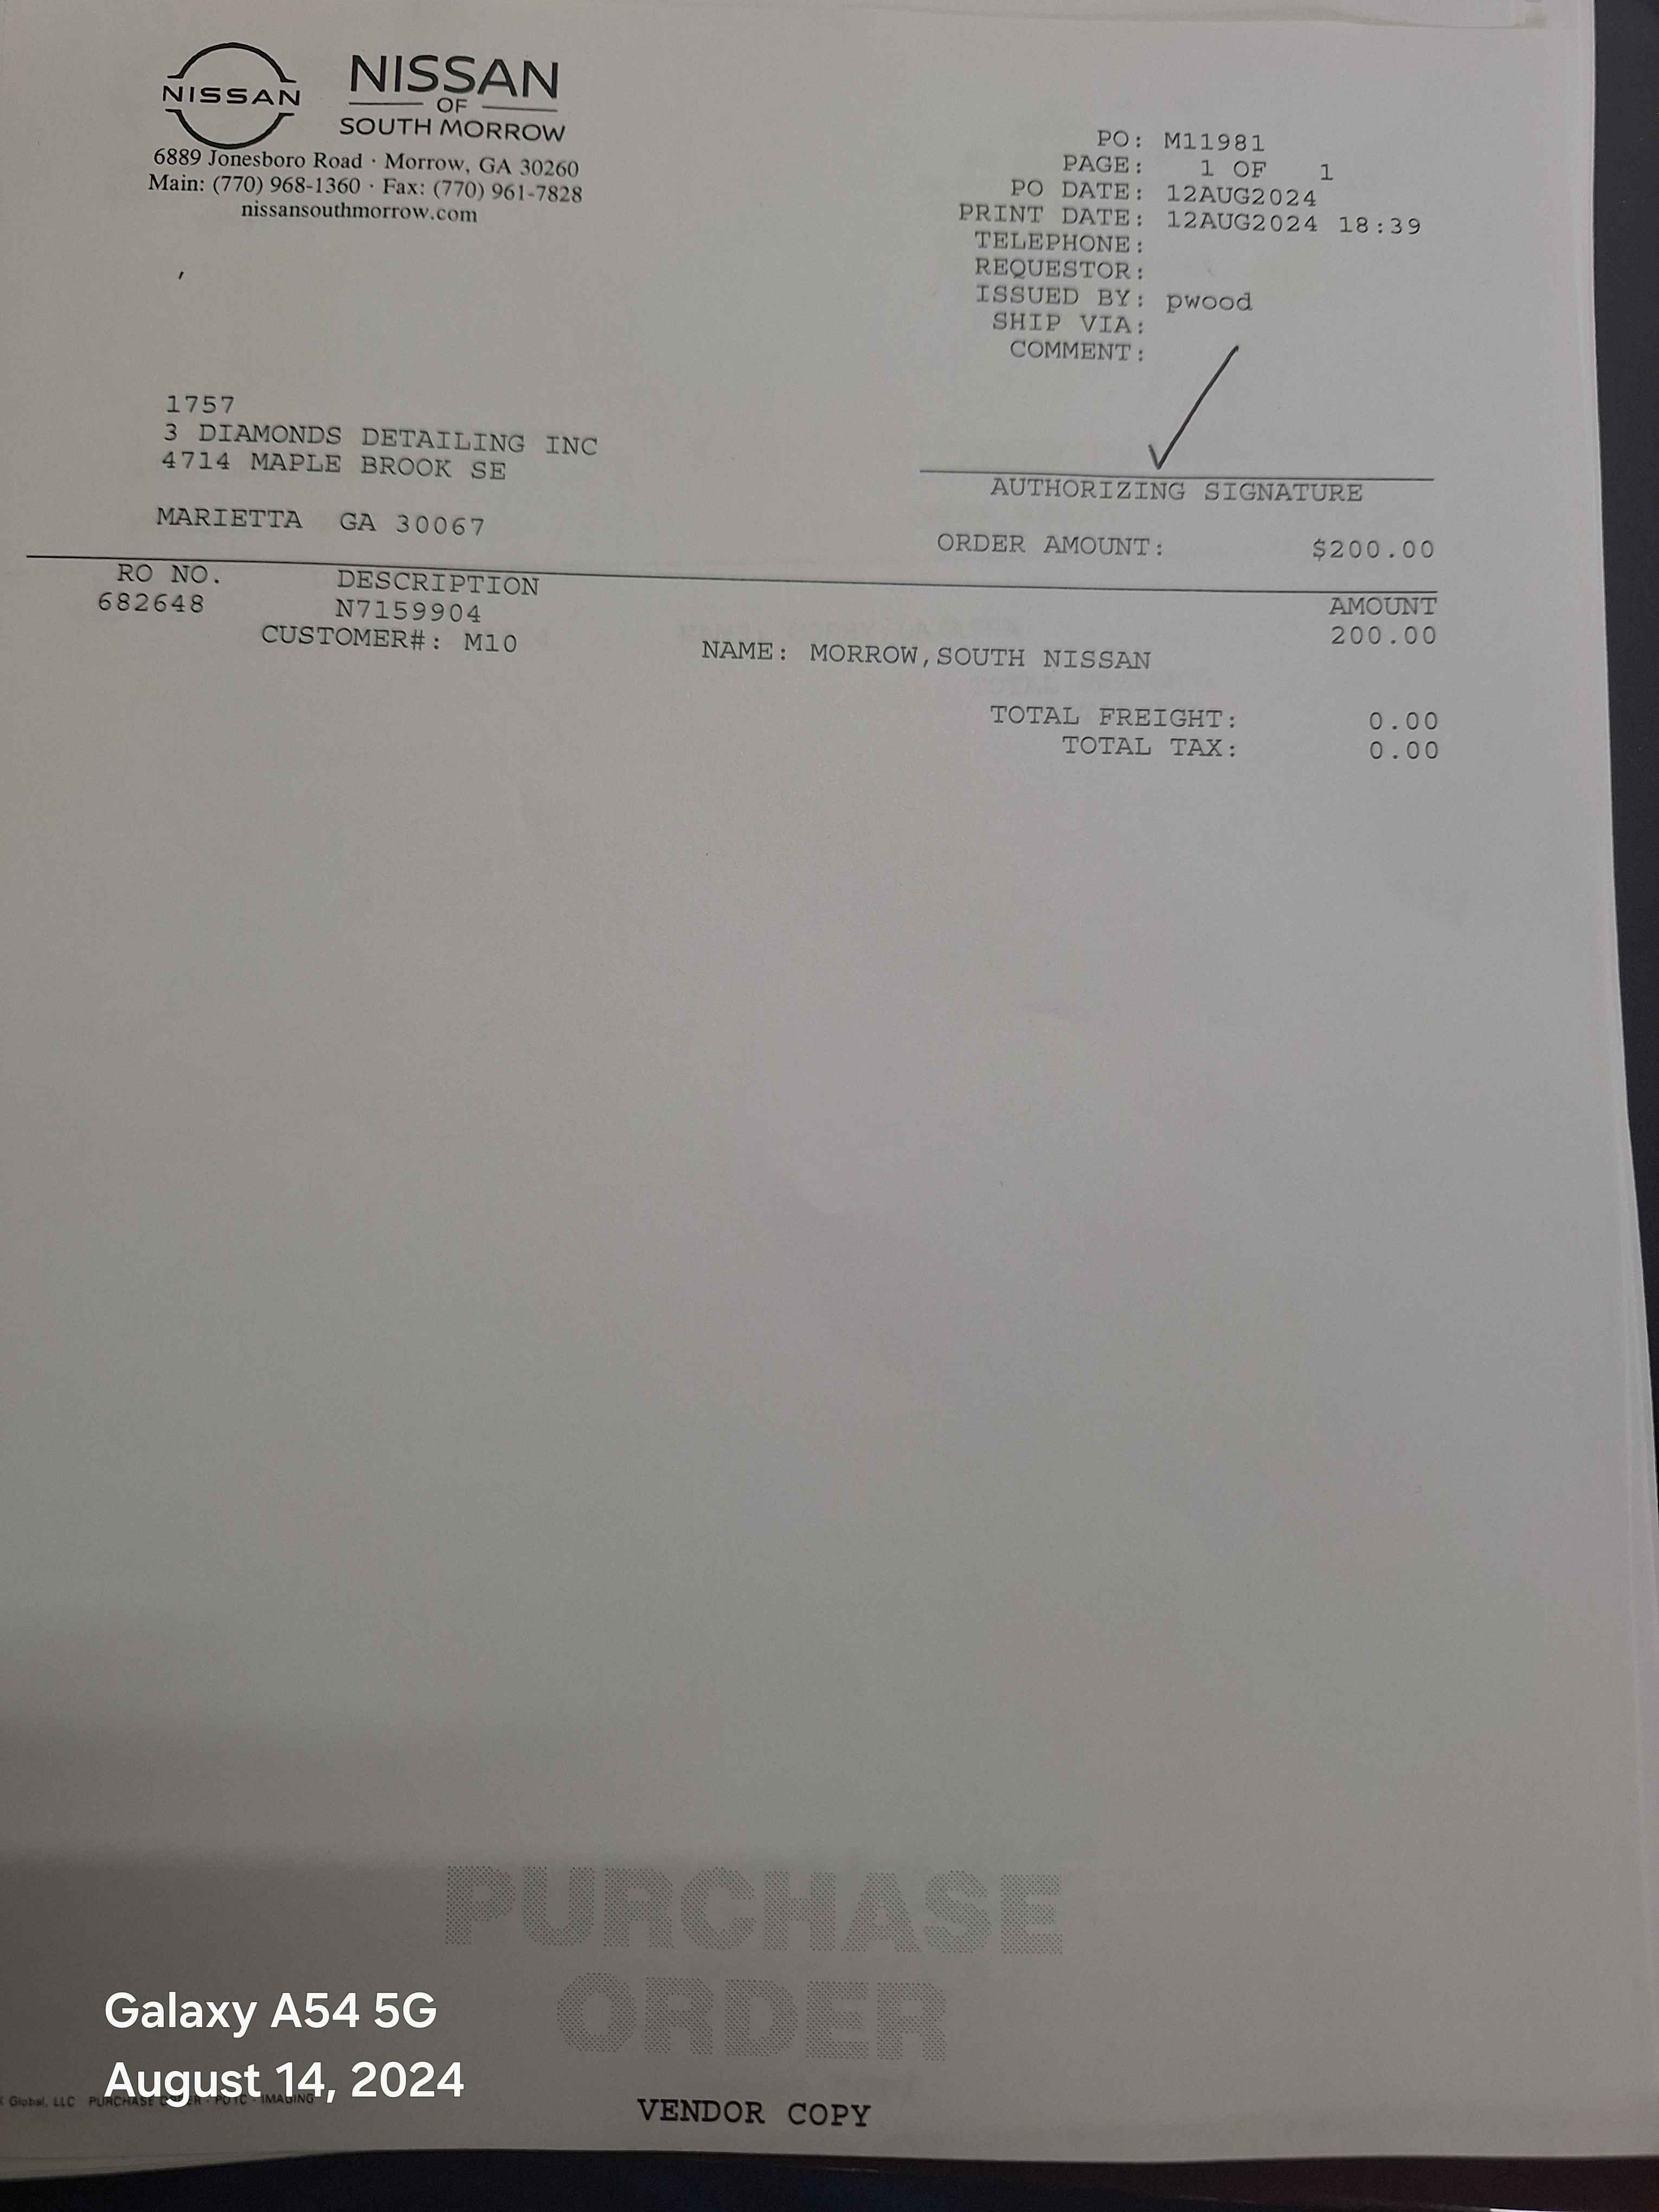 NISSAN
NISSAN
OF
SOUTH MORROW
6889 Jonesboro Road · Morrow, GA 30260
Main: (770) 968-1360 · Fax: (770) 961-7828
nissansouthmorrow.com
PO: M11981
PAGE: 1 OF 1
PO DATE: 12AUG2024
PRINT DATE: 12AUG2024 18:39
TELEPHONE:
REQUESTOR:
ISSUED BY: pwood
SHIP VIA:
COMMENT:
1757
3 DIAMONDS DETAILING INC
4714 MAPLE BROOK SE
MARIETTA GA 30067
AUTHORIZING SIGNATURE
ORDER AMOUNT: $200.00
RO NO. DESCRIPTION AMOUNT
682648 N7159904 200.00
CUSTOMER#: M10 NAME: MORROW,SOUTH NISSAN
TOTAL FREIGHT: 0.00
TOTAL TAX: 0.00
PURCHASE
ORDER
Galaxy A54 5G
August 14, 2024
Global, LLC PURCHASE IMAGING
VENDOR COPY